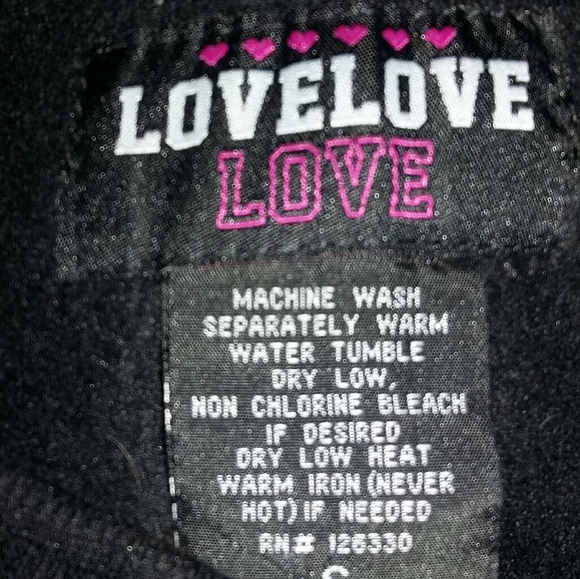 LOVELOVE
LOVE
MACHINE WASH
SEPARATELY WARM
WATER TUMBLE
DRY LOW,
NON CHLORINE BLEACH
IF DESIRED
DRY LOW HEAT
WARM IRON (NEVER
HOT) IF NEEDED
RN# 126330